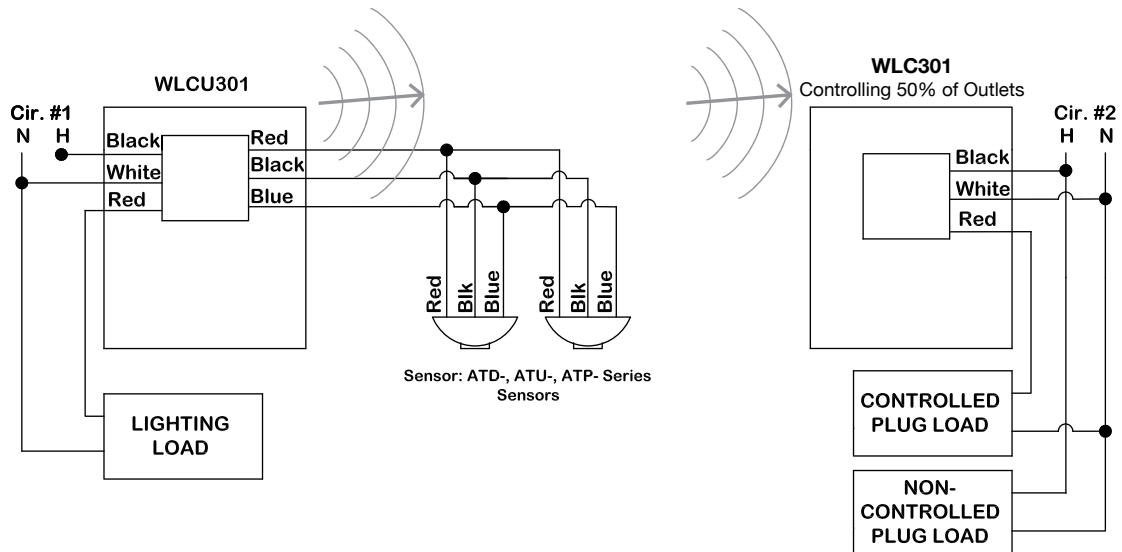 WLCU301
Cir. #1
N H
Black
White
Red
Red
Black
Blue
Red
Blk
Blue
Red
Blk
Blue
Sensor: ATD-, ATU-, ATP- Series
Sensors
LIGHTING
LOAD
WLC301
Controlling 50% of Outlets
Cir. #2
H N
Black
White
Red
CONTROLLED
PLUG LOAD
NON-
CONTROLLED
PLUG LOAD